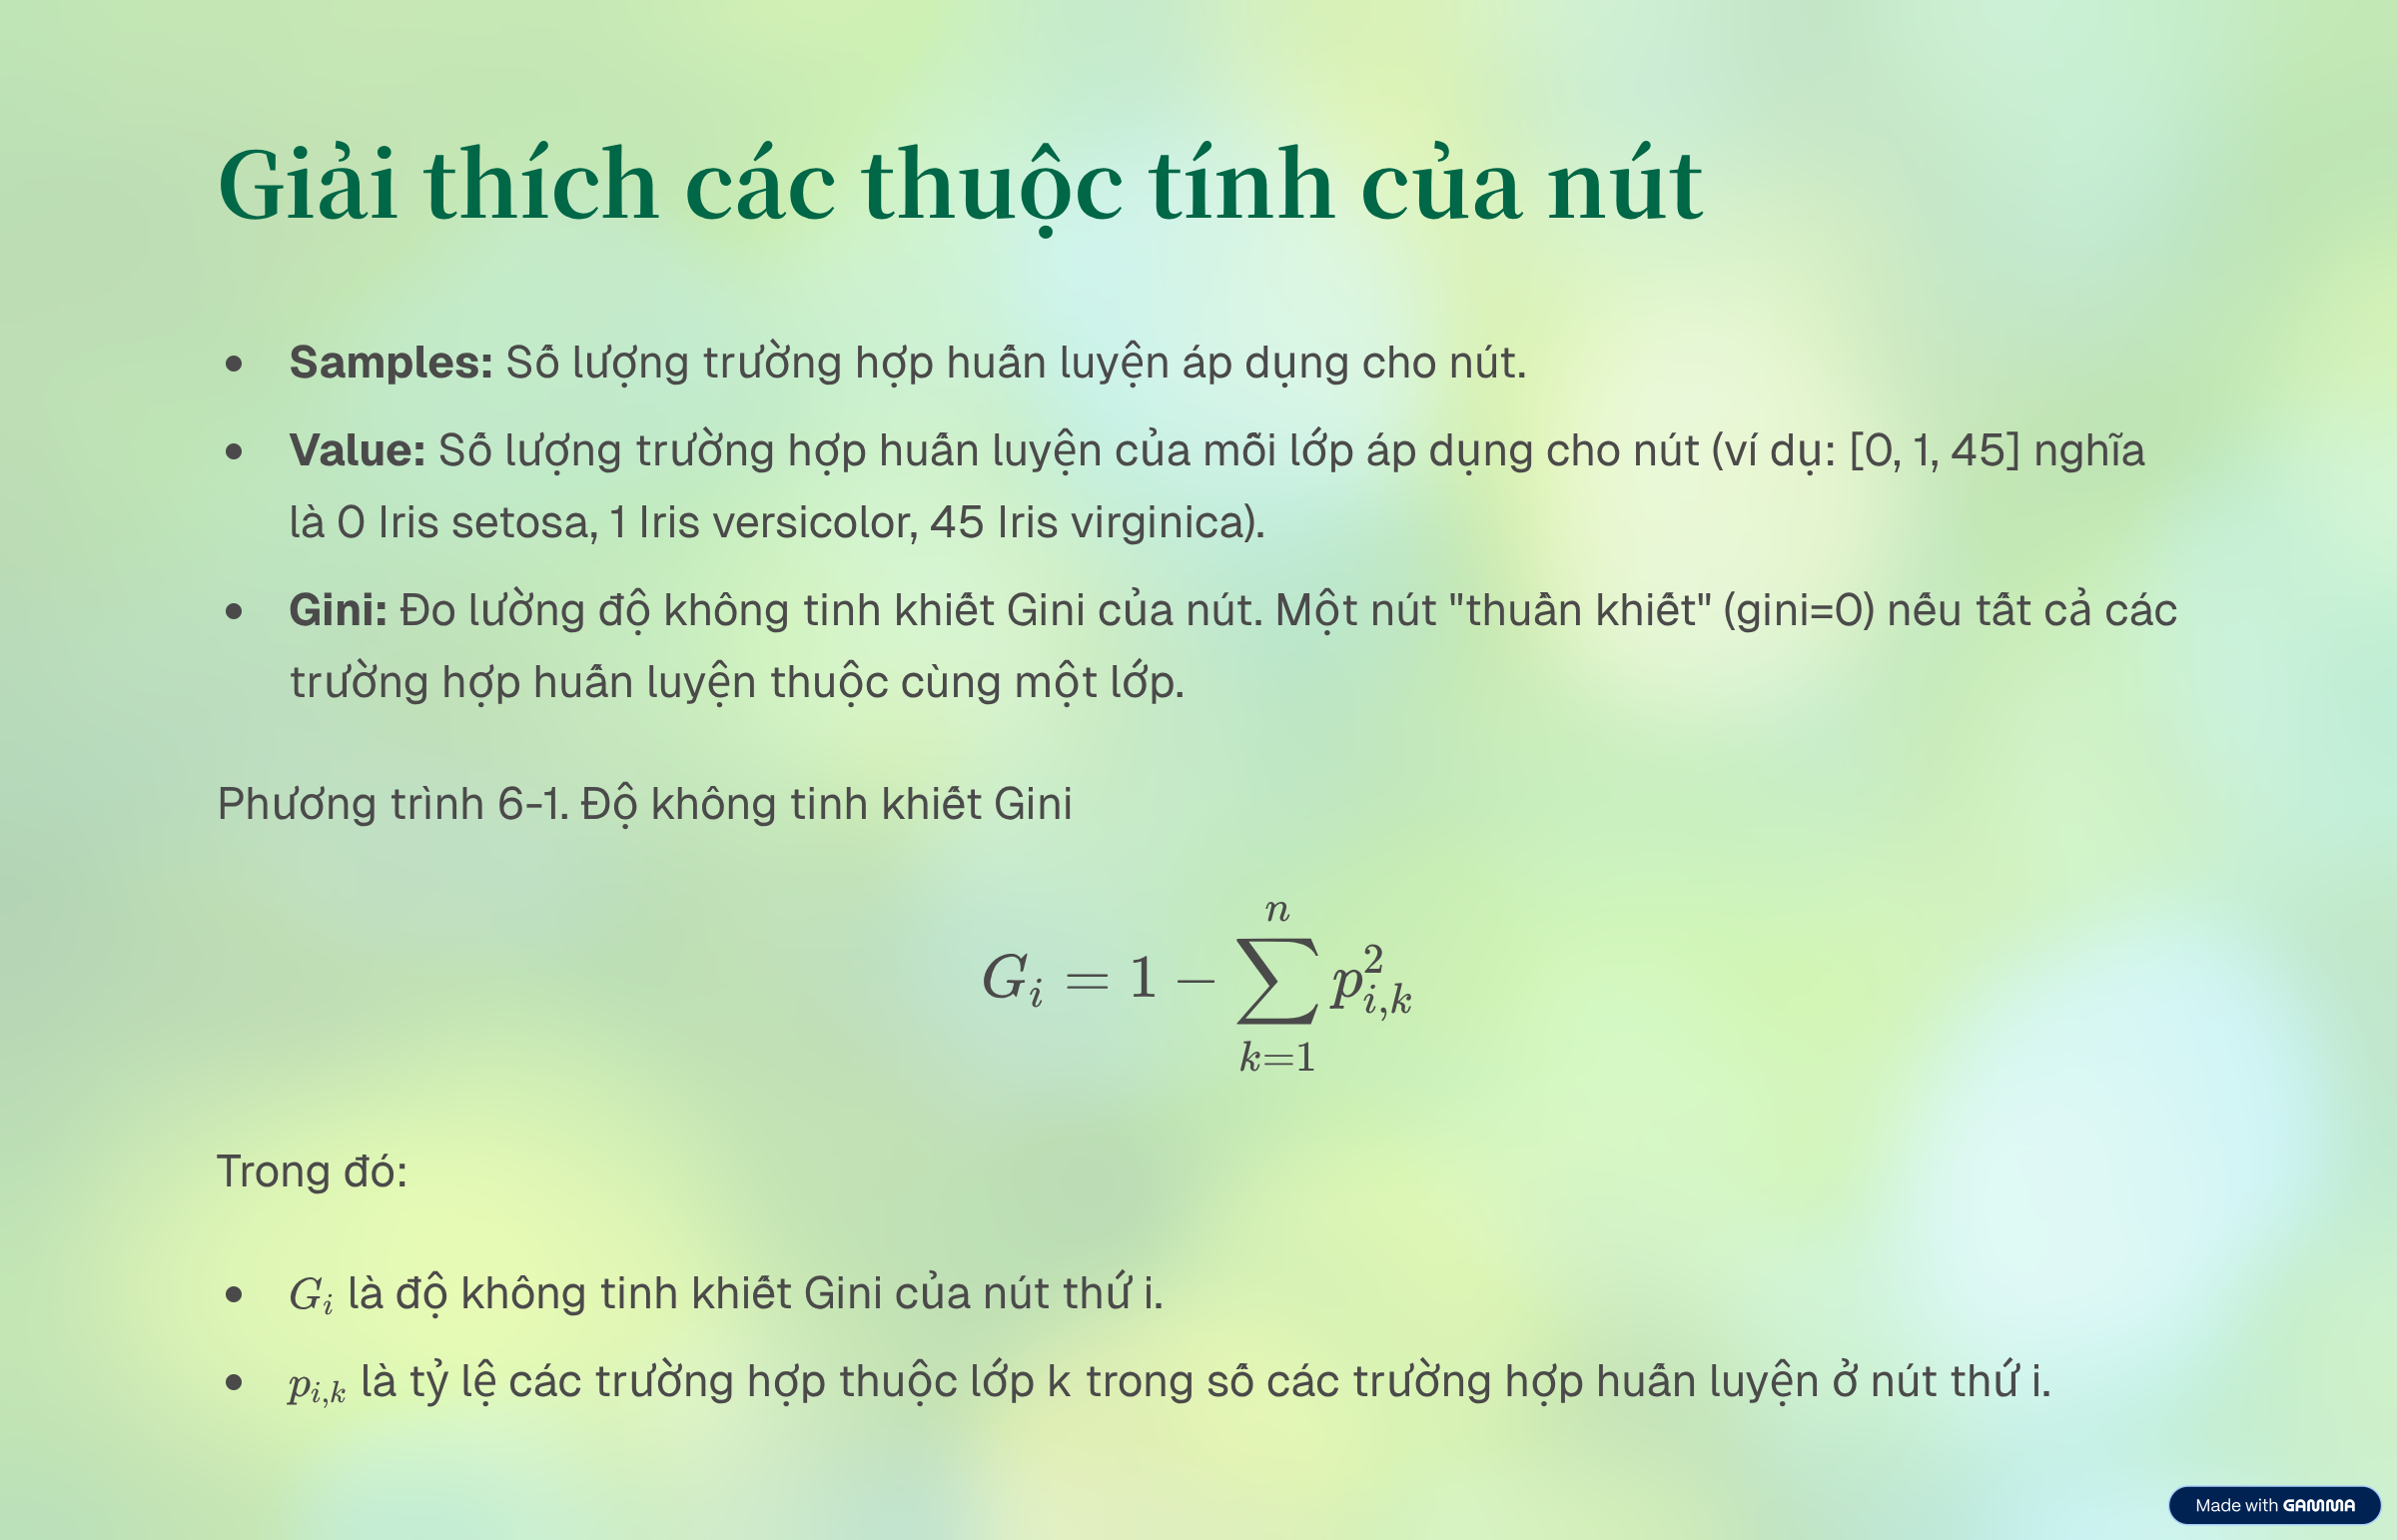 Giải thích các thuộc tính của nút
• Samples: Số lượng trường hợp huấn luyện áp dụng cho nút.
• Value: Số lượng trường hợp huấn luyện của mỗi lớp áp dụng cho nút (ví dụ: [0, 1, 45] nghĩa
là 0 Iris setosa, 1 Iris versicolor, 45 Iris virginica).
• Gini: Đo lường độ không tinh khiết Gini của nút. Một nút "thuần khiết" (gini=0) nếu tất cả các
trường hợp huấn luyện thuộc cùng một lớp.
Phương trình 6-1. Độ không tinh khiết Gini
$G_i = 1 - \sum_{k=1}^{n} p_{i,k}^2$
Trong đó:
• $G_i$ là độ không tinh khiết Gini của nút thứ i.
• $p_{i,k}$ là tỷ lệ các trường hợp thuộc lớp k trong số các trường hợp huấn luyện ở nút thứ i.
Made with GAMMA